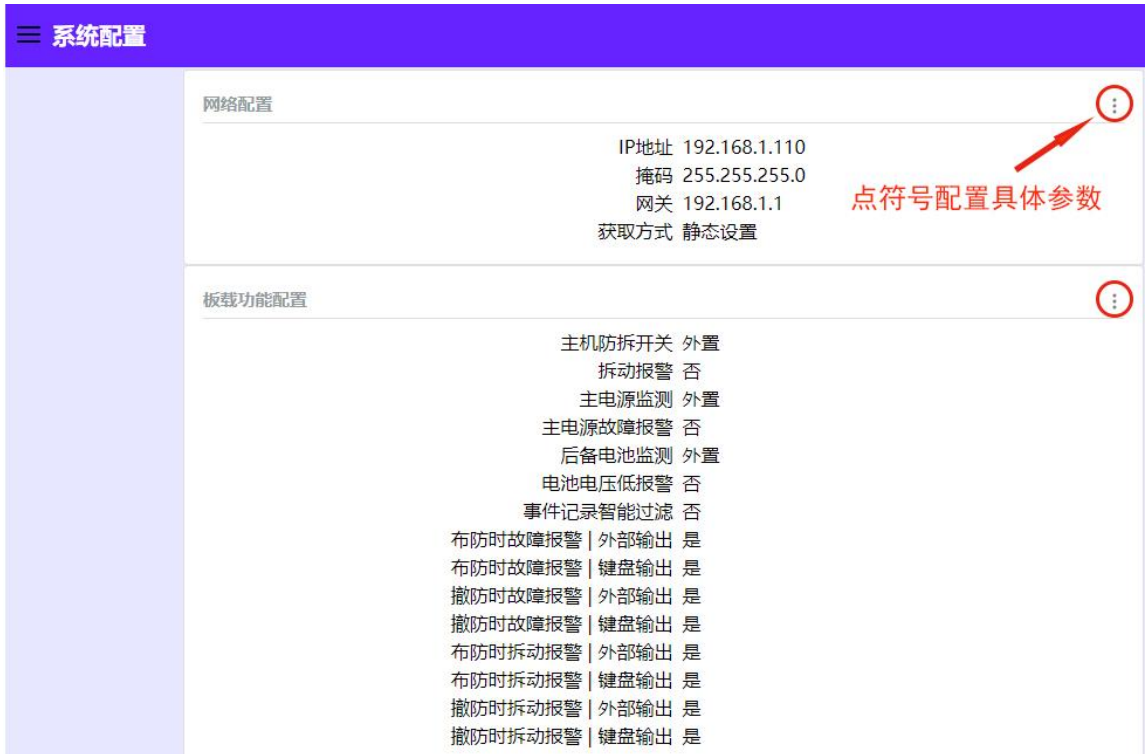 系统配置
网络配置
IP地址 192.168.1.110
掩码 255.255.255.0
网关 192.168.1.1
点符号配置具体参数
获取方式 静态设置
板载功能配置
主机防拆开关 外置
拆动报警 否
主电源监测 外置
主电源故障报警 否
后备电池监测 外置
电池电压低报警 否
事件记录智能过滤 否
布防时故障报警 | 外部输出 是
布防时故障报警 | 键盘输出 是
撤防时故障报警 | 外部输出 是
撤防时故障报警 | 键盘输出 是
布防时拆动报警 | 外部输出 是
布防时拆动报警 | 键盘输出 是
撤防时拆动报警 | 外部输出 是
撤防时拆动报警 | 键盘输出 是